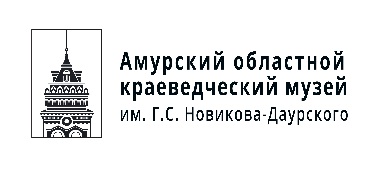 Амурский областной
краеведческий музей
им. Г.С. Новикова-Даурского